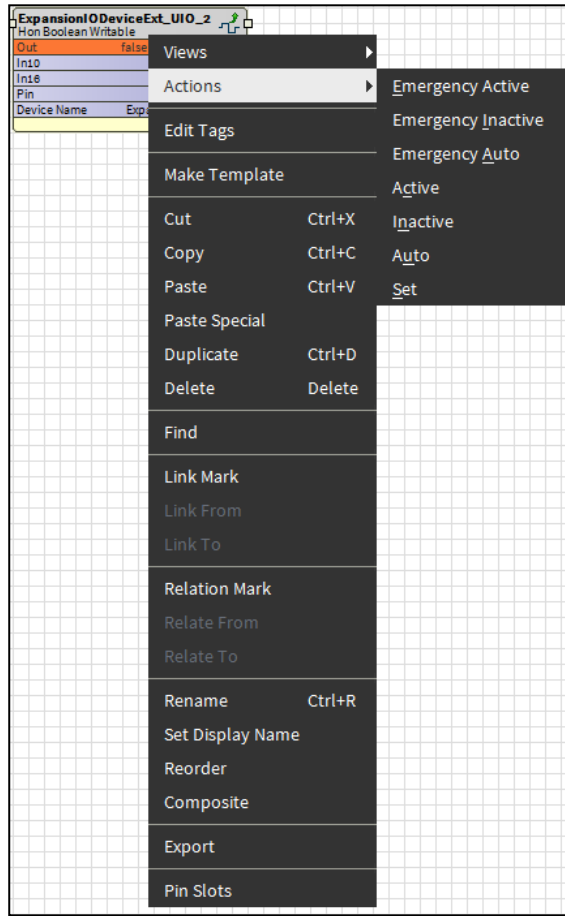 ExpansionIODeviceExt_UIO_2
Hon Boolean Writable
Out false
In10
In16
Pin
Device Name
Views
Actions
Edit Tags
Make Template
Cut Ctrl+X
Copy Ctrl+C
Paste Ctrl+V
Paste Special
Duplicate Ctrl+D
Delete Delete
Find
Link Mark
Link From
Link To
Relation Mark
Relate From
Relate To
Rename Ctrl+R
Set Display Name
Reorder
Composite
Export
Pin Slots
Emergency Active
Emergency Inactive
Emergency Auto
Active
Inactive
Auto
Set